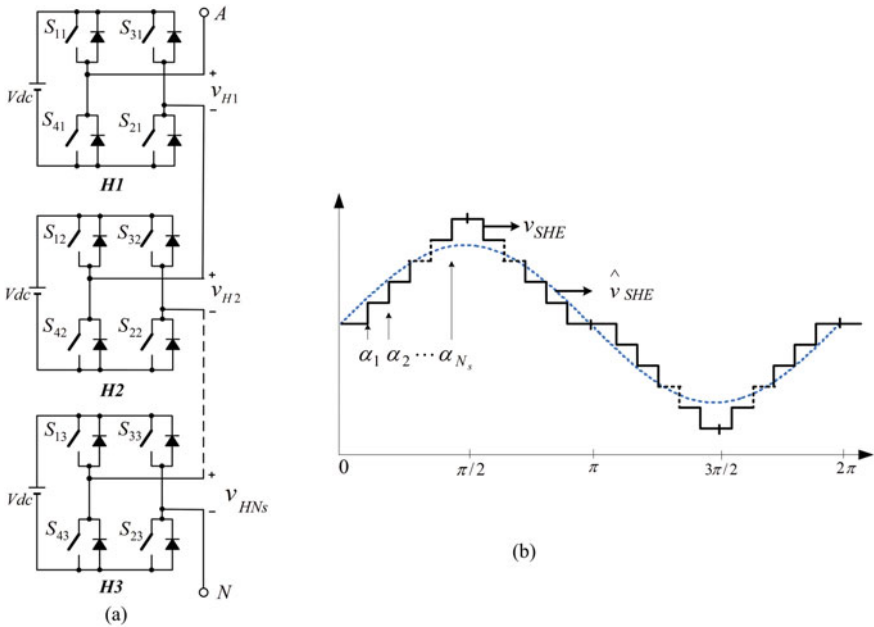 A
S11
S31
Vdc
+
vH1
−
S41
S21
H1
S12
S32
Vdc
+
vH2
−
S42
S22
H2
S13
S33
Vdc
+
vHNs
−
S43
S23
H3
N
(a)
vSHE
^
vSHE
α1 α2 ⋯ αNs
0
π/2
π
3π/2
2π
(b)